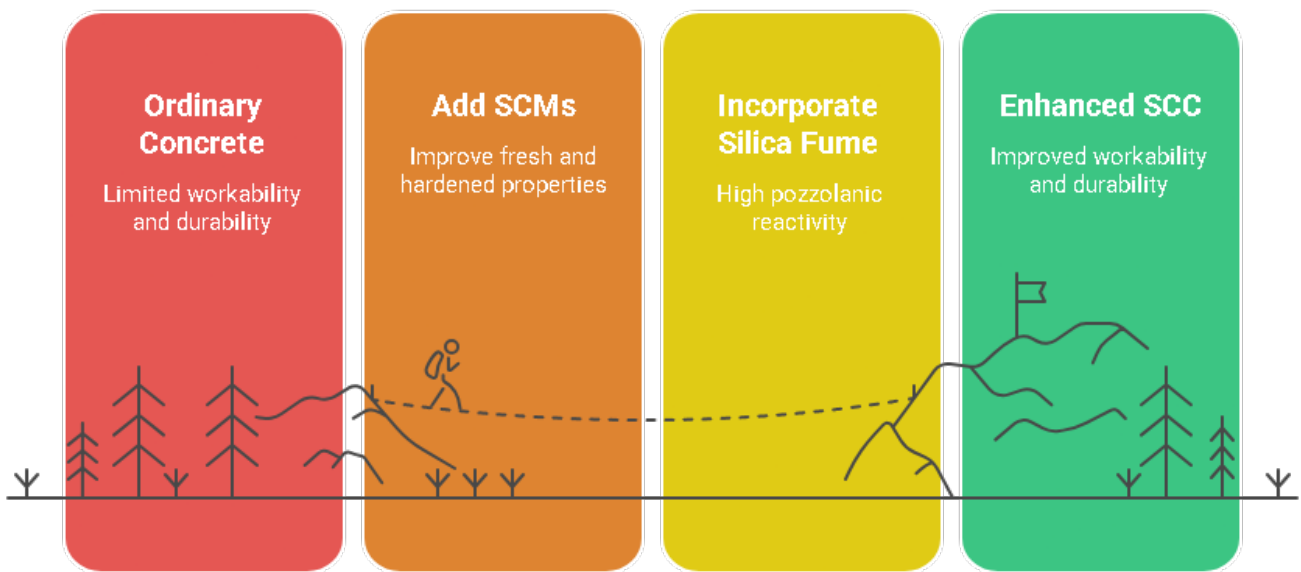 Ordinary
Concrete
Limited workability
and durability
Add SCMs
Improve fresh and
hardened properties
Incorporate
Silica Fume
High pozzolanic
reactivity
Enhanced SCC
Improved workability
and durability